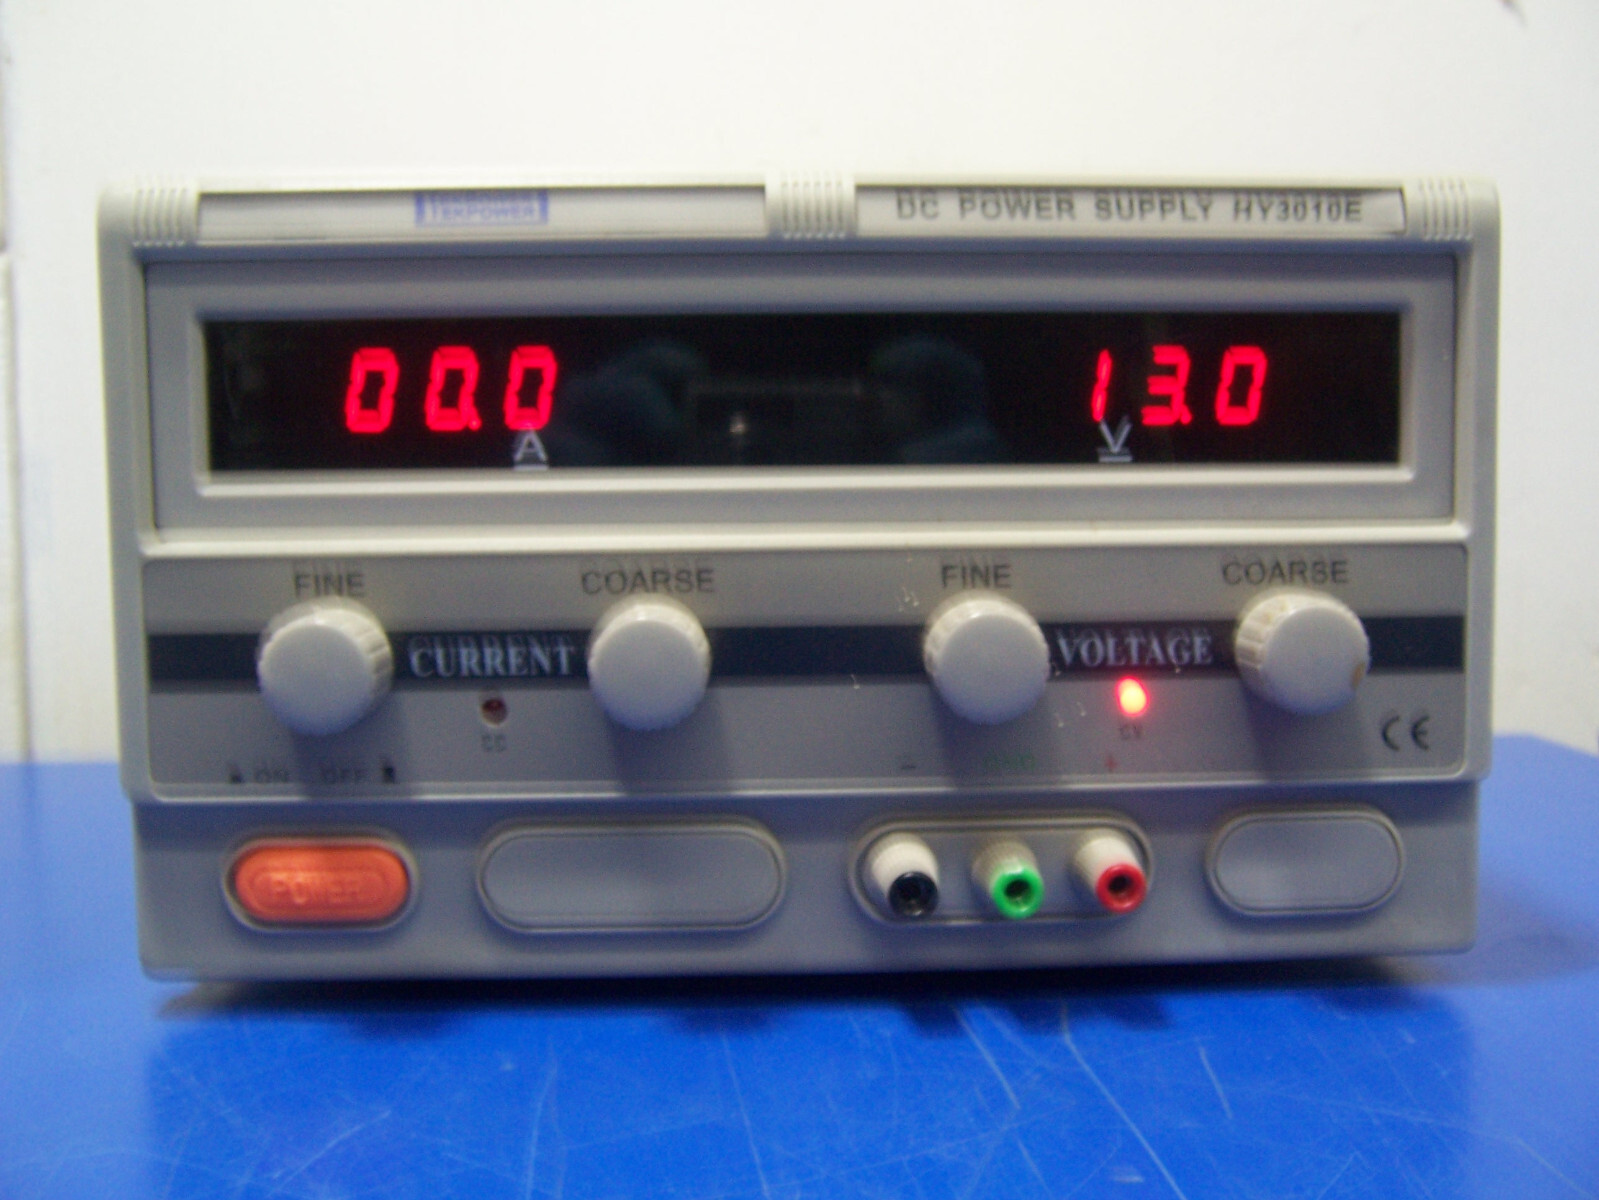 TEKPOWER
DC POWER SUPPLY HY3010E
00.0
A
13.0
V
FINE
COARSE
FINE
COARSE
CURRENT
VOLTAGE
CC
CV
CE
ON OFF
- GND +
POWER